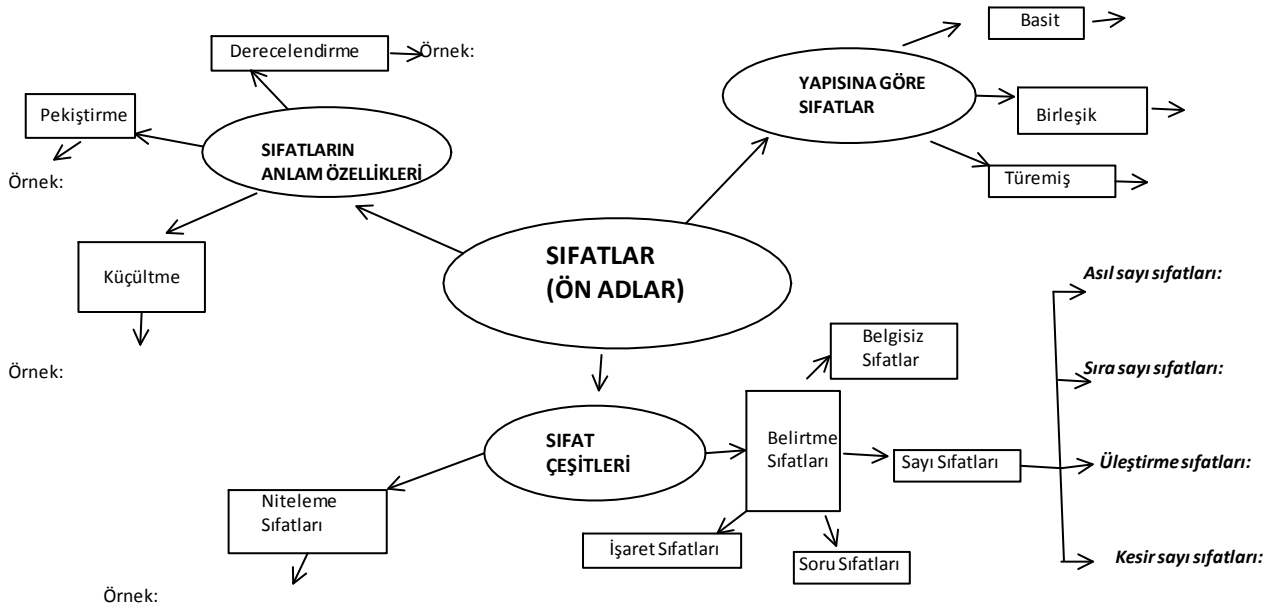 Basit
Derecelendirme
Örnek:
YAPISINA GÖRE
SIFATLAR
Pekiştirme
Birleşik
SIFATLARIN
ANLAM ÖZELLİKLERİ
Örnek:
Türemiş
SIFATLAR
(ÖN ADLAR)
Küçültme
Asıl sayı sıfatları:
Belgisiz
Sıfatlar
Örnek:
Sıra sayı sıfatları:
SIFAT
ÇEŞİTLERİ
Belirtme
Sıfatları
Sayı Sıfatları
Üleştirme sıfatları:
Niteleme
Sıfatları
İşaret Sıfatları
Soru Sıfatları
Kesir sayı sıfatları:
Örnek: